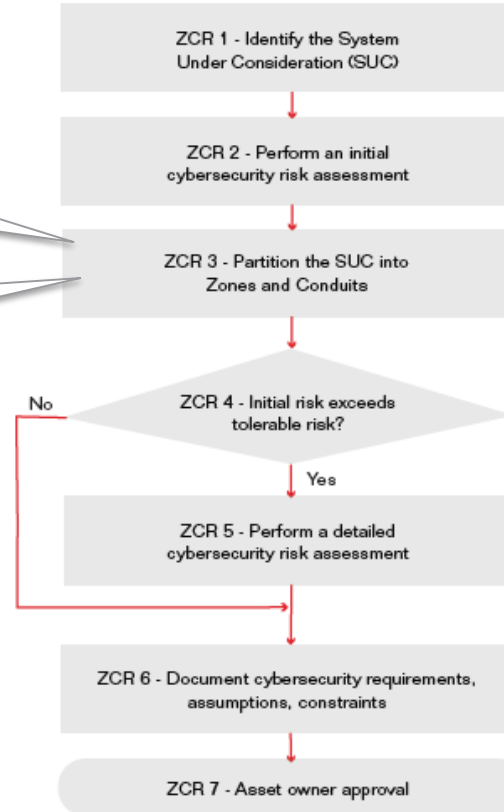 ZCR 1 - Identify the System
Under Consideration (SUC)
ZCR 2 - Perform an initial
cybersecurity risk assessment
ZCR 3 - Partition the SUC into
Zones and Conduits
ZCR 4 - Initial risk exceeds
tolerable risk?
No
Yes
ZCR 5 - Perform a detailed
cybersecurity risk assessment
ZCR 6 - Document cybersecurity requirements,
assumptions, constraints
ZCR 7 - Asset owner approval